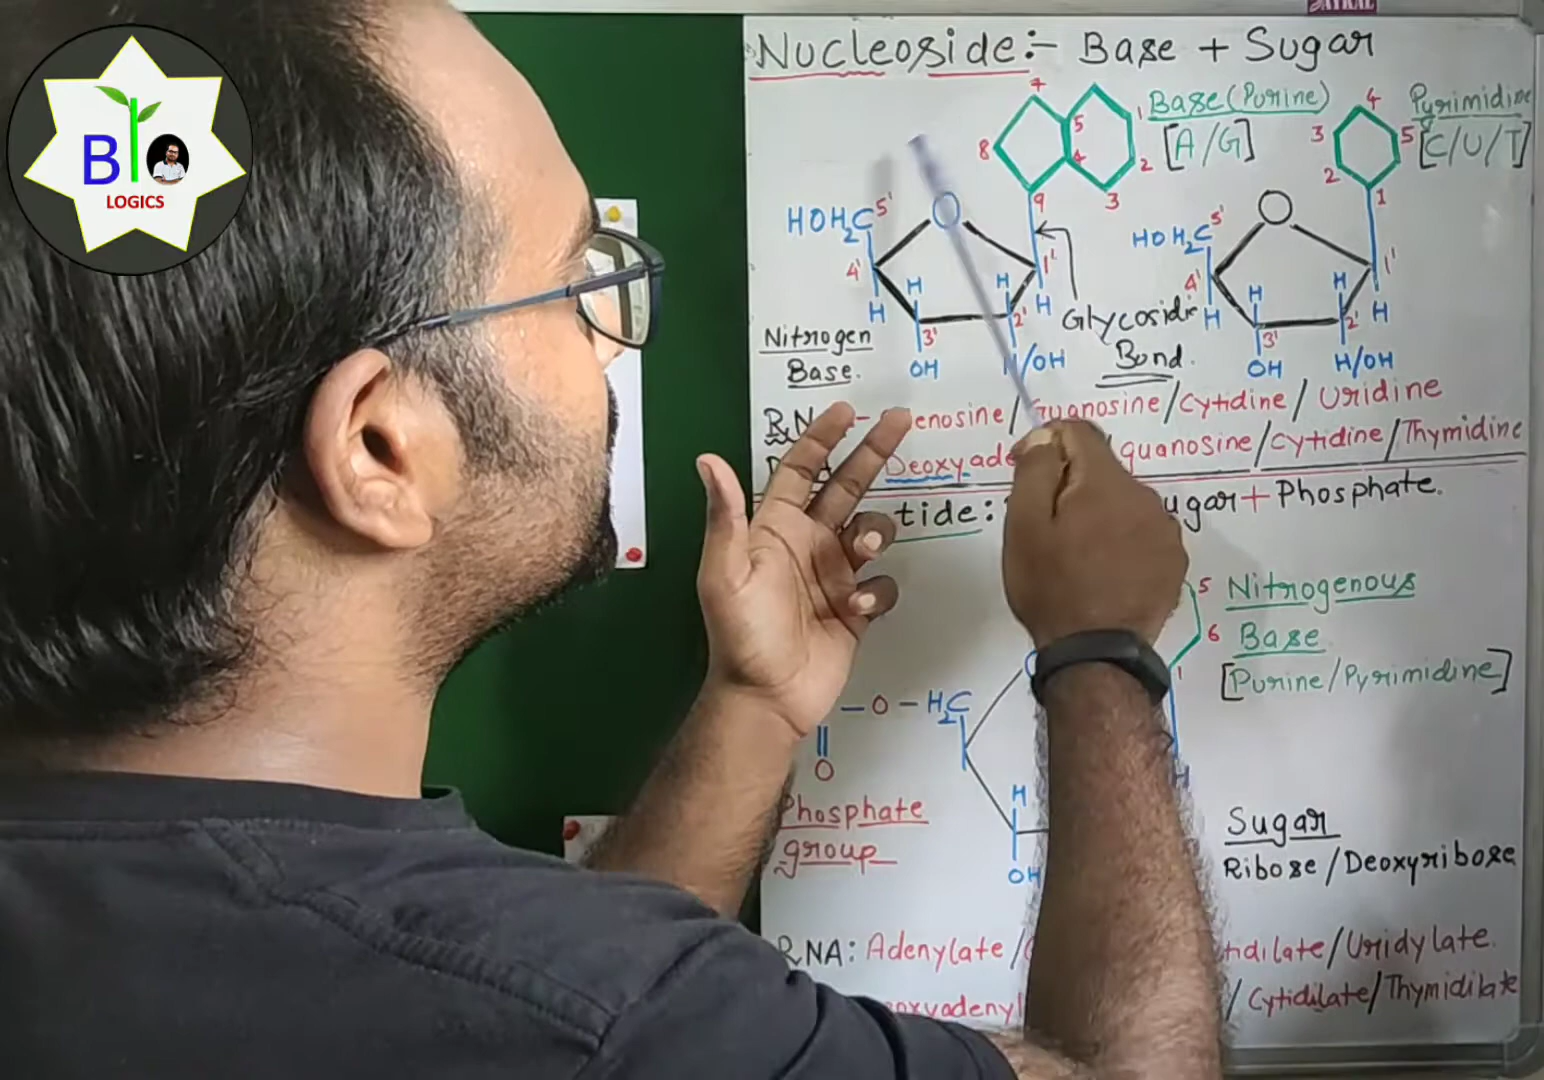 BIO
LOGICS
Nucleoside:- Base + Sugar
7
5
1
Base (Purine)
[A/G]
8
4
2
9
3
4
Pyrimidine
3
5
[C/U/T]
2
1
HOH2C
5'
4'
H
H
H
1'
H
3'
2'
OH
H/OH
Glycosidic
Bond.
HOH2C
5'
4'
H
H
H
1'
H
3'
2'
OH
H/OH
Nitrogen
Base.
RN - enosine/Guanosine/Cytidine/Uridine
Deoxyade guanosine/Cytidine/Thymidine
tide: ugar + Phosphate.
5
Nitrogenous
6
Base
1
[Purine/Pyrimidine]
- O - H2C
O
H
H
OH
Phosphate
group
Sugar
Ribose/Deoxyribose
RNA: Adenylate/ tidilate/Uridylate.
oxyadenyl / Cytidilate/Thymidilate